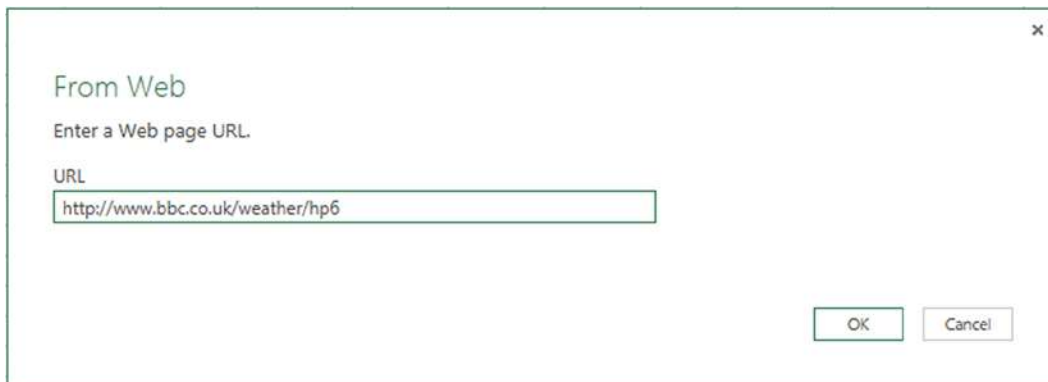 From Web
Enter a Web page URL.
URL
http://www.bbc.co.uk/weather/hp6
OK Cancel